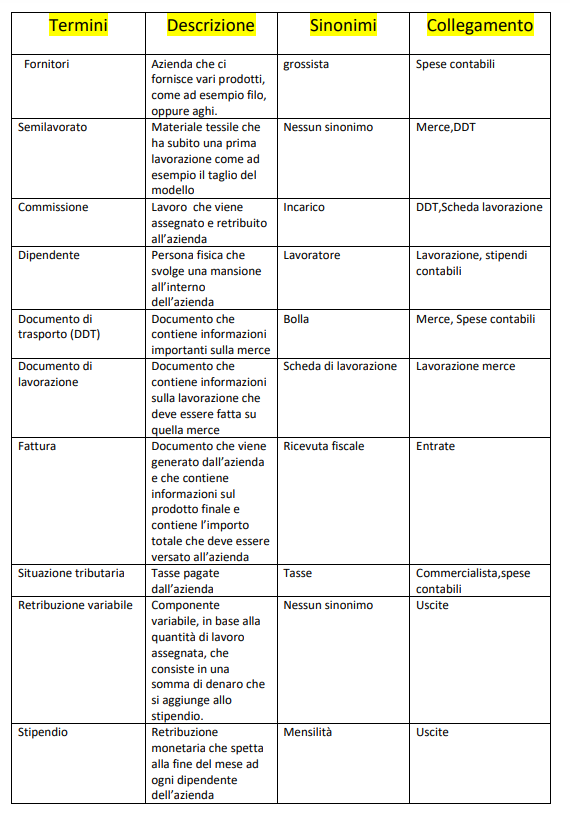 Termini Descrizione Sinonimi Collegamento
Fornitori
Azienda che ci
fornisce vari prodotti,
come ad esempio filo,
oppure aghi.
grossista
Spese contabili
Semilavorato
Materiale tessile che
ha subito una prima
lavorazione come ad
esempio il taglio del
modello
Nessun sinonimo
Merce,DDT
Commissione
Lavoro che viene
assegnato e retribuito
all’azienda
Incarico
DDT,Scheda lavorazione
Dipendente
Persona fisica che
svolge una mansione
all’interno
dell’azienda
Lavoratore
Lavorazione, stipendi
contabili
Documento di
trasporto (DDT)
Documento che
contiene informazioni
importanti sulla merce
Bolla
Merce, Spese contabili
Documento di
lavorazione
Documento che
contiene informazioni
sulla lavorazione che
deve essere fatta su
quella merce
Scheda di lavorazione
Lavorazione merce
Fattura
Documento che viene
generato dall’azienda
e che contiene
informazioni sul
prodotto finale e
contiene l’importo
totale che deve essere
versato all’azienda
Ricevuta fiscale
Entrate
Situazione tributaria
Tasse pagate
dall’azienda
Tasse
Commercialista,spese
contabili
Retribuzione variabile
Componente
variabile, in base alla
quantità di lavoro
assegnata, che
consiste in una
somma di denaro che
si aggiunge allo
stipendio.
Nessun sinonimo
Uscite
Stipendio
Retribuzione
monetaria che spetta
alla fine del mese ad
ogni dipendente
dell’azienda
Mensilità
Uscite